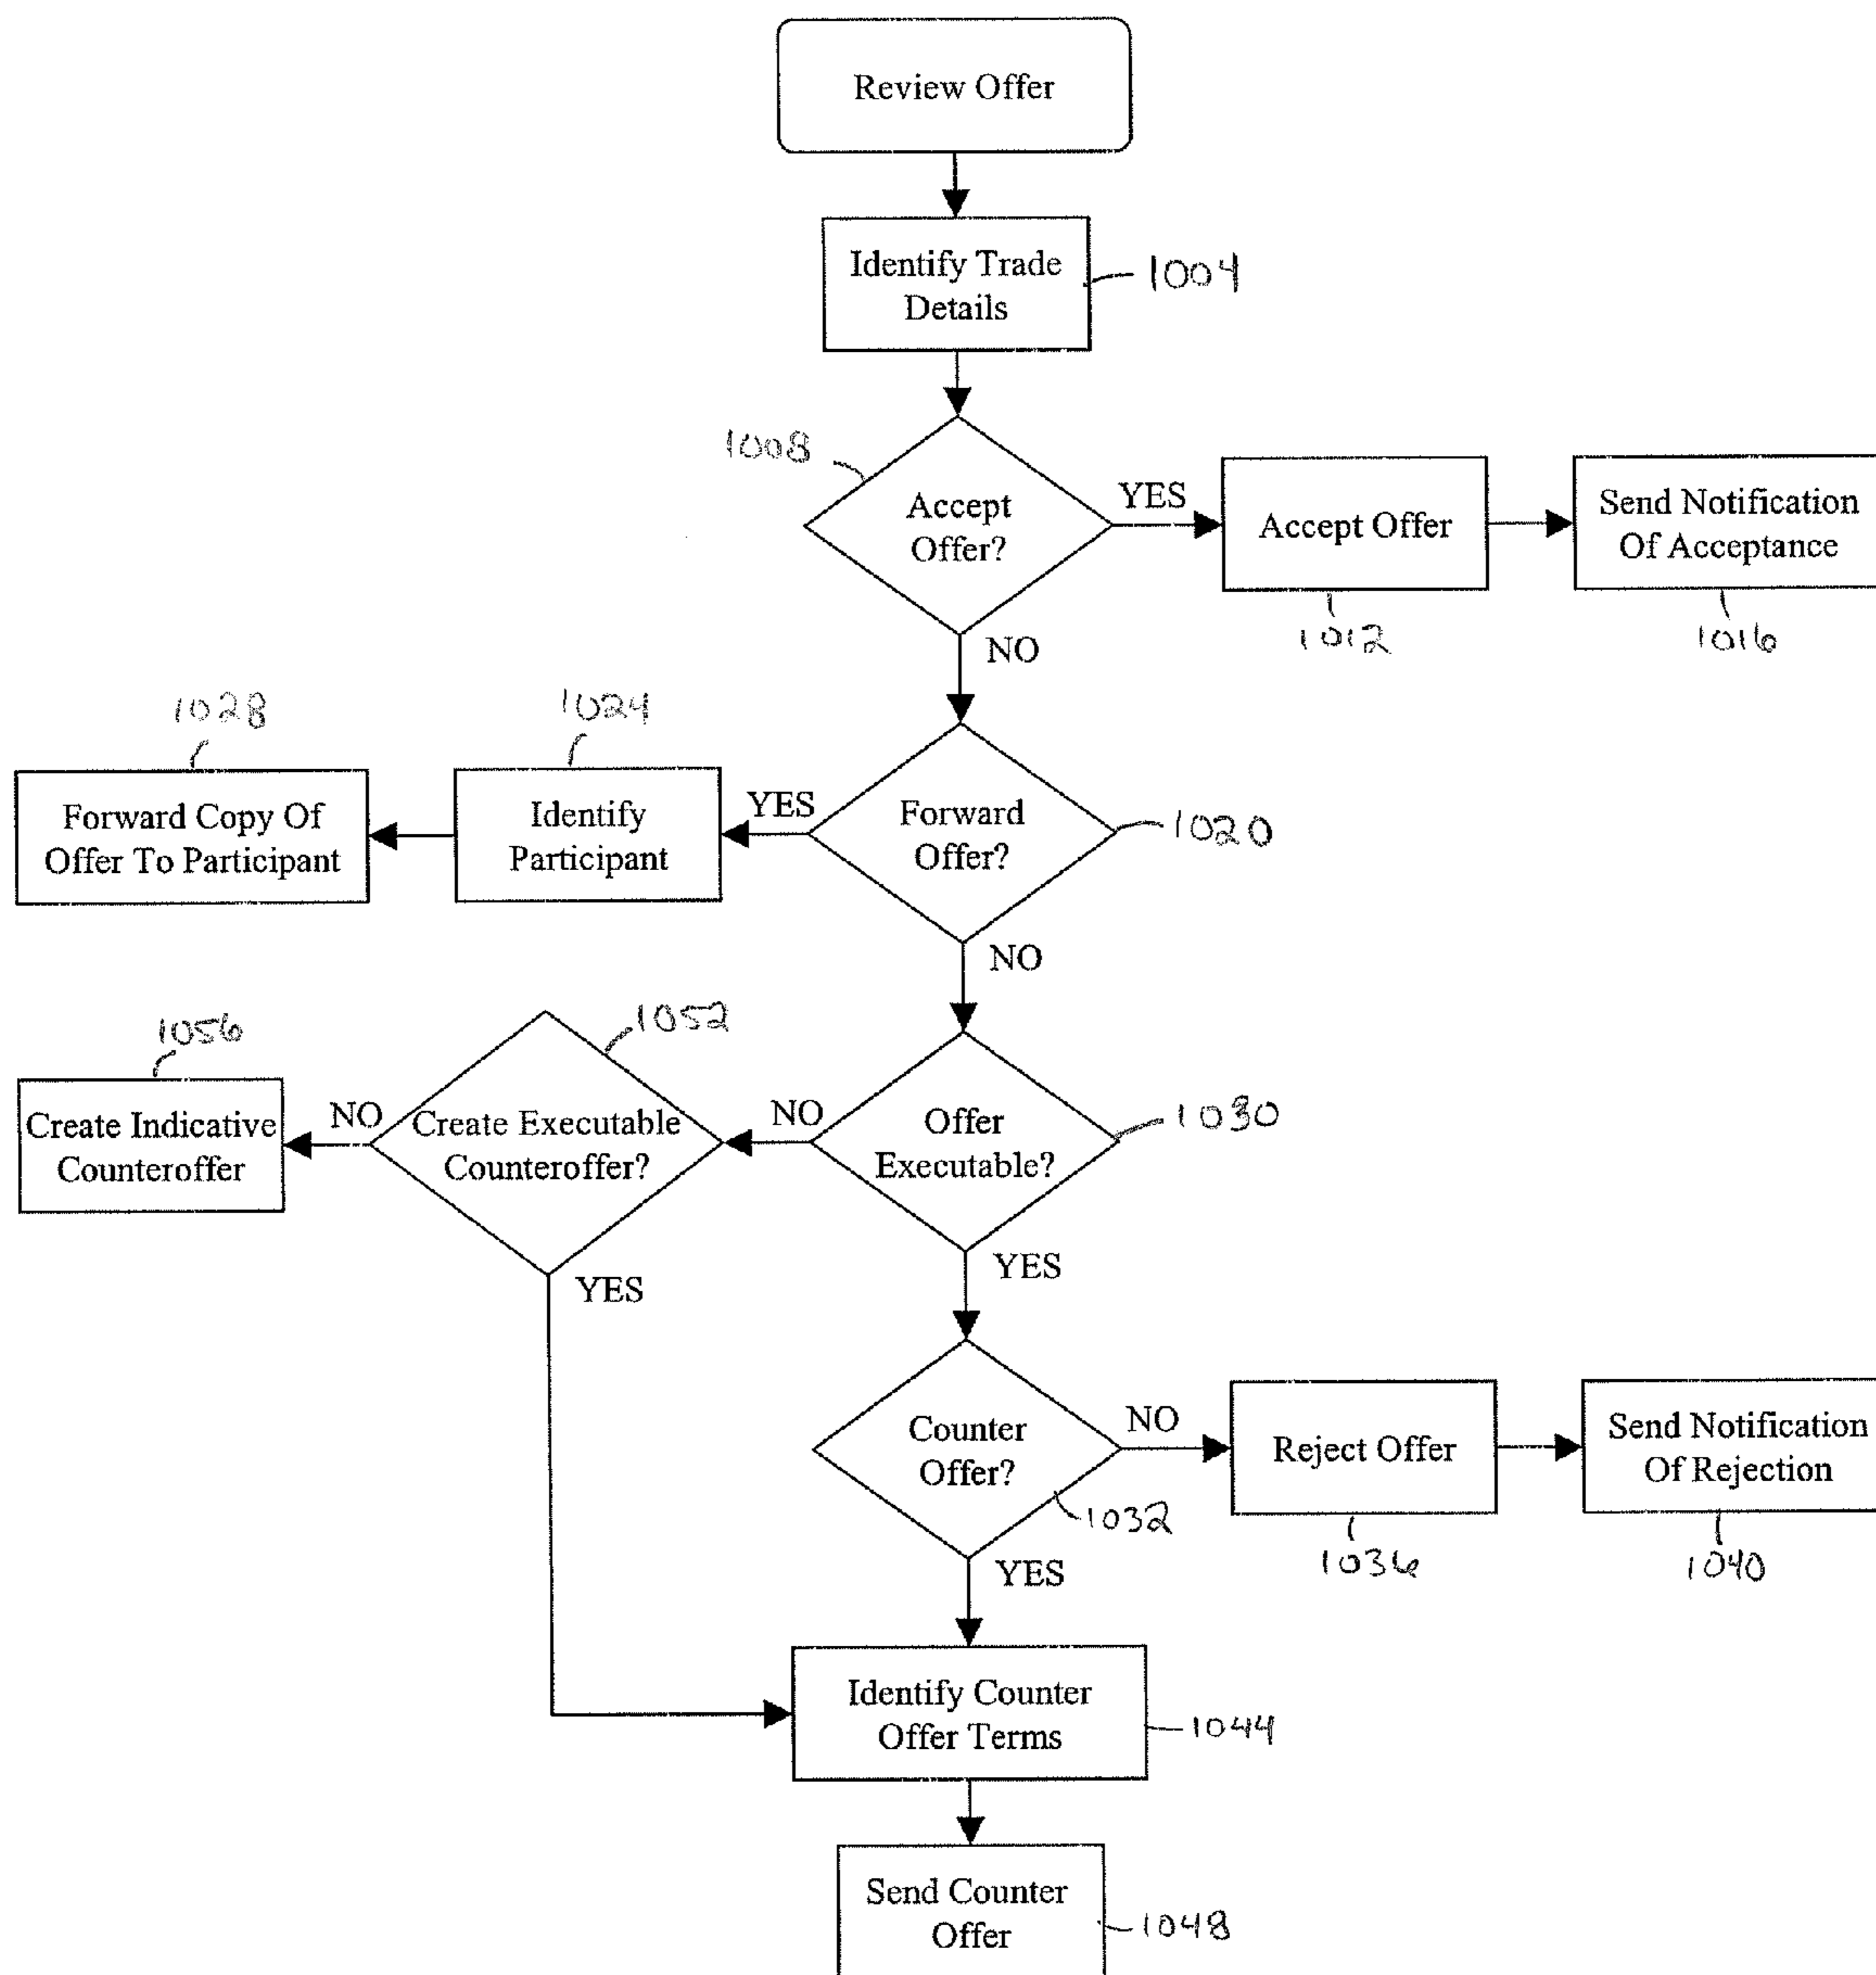 Review Offer
Identify Trade
Details
1004
1008
Accept
Offer?
YES
Accept Offer
1012
Send Notification
Of Acceptance
1016
NO
1028
Forward Copy Of
Offer To Participant
1024
Identify
Participant
YES
Forward
Offer?
1020
NO
1056
Create Indicative
Counteroffer
NO
1052
Create Executable
Counteroffer?
NO
Offer
Executable?
1030
YES
YES
Counter
Offer?
1032
NO
Reject Offer
1036
Send Notification
Of Rejection
1040
YES
Identify Counter
Offer Terms
1044
Send Counter
Offer
1048